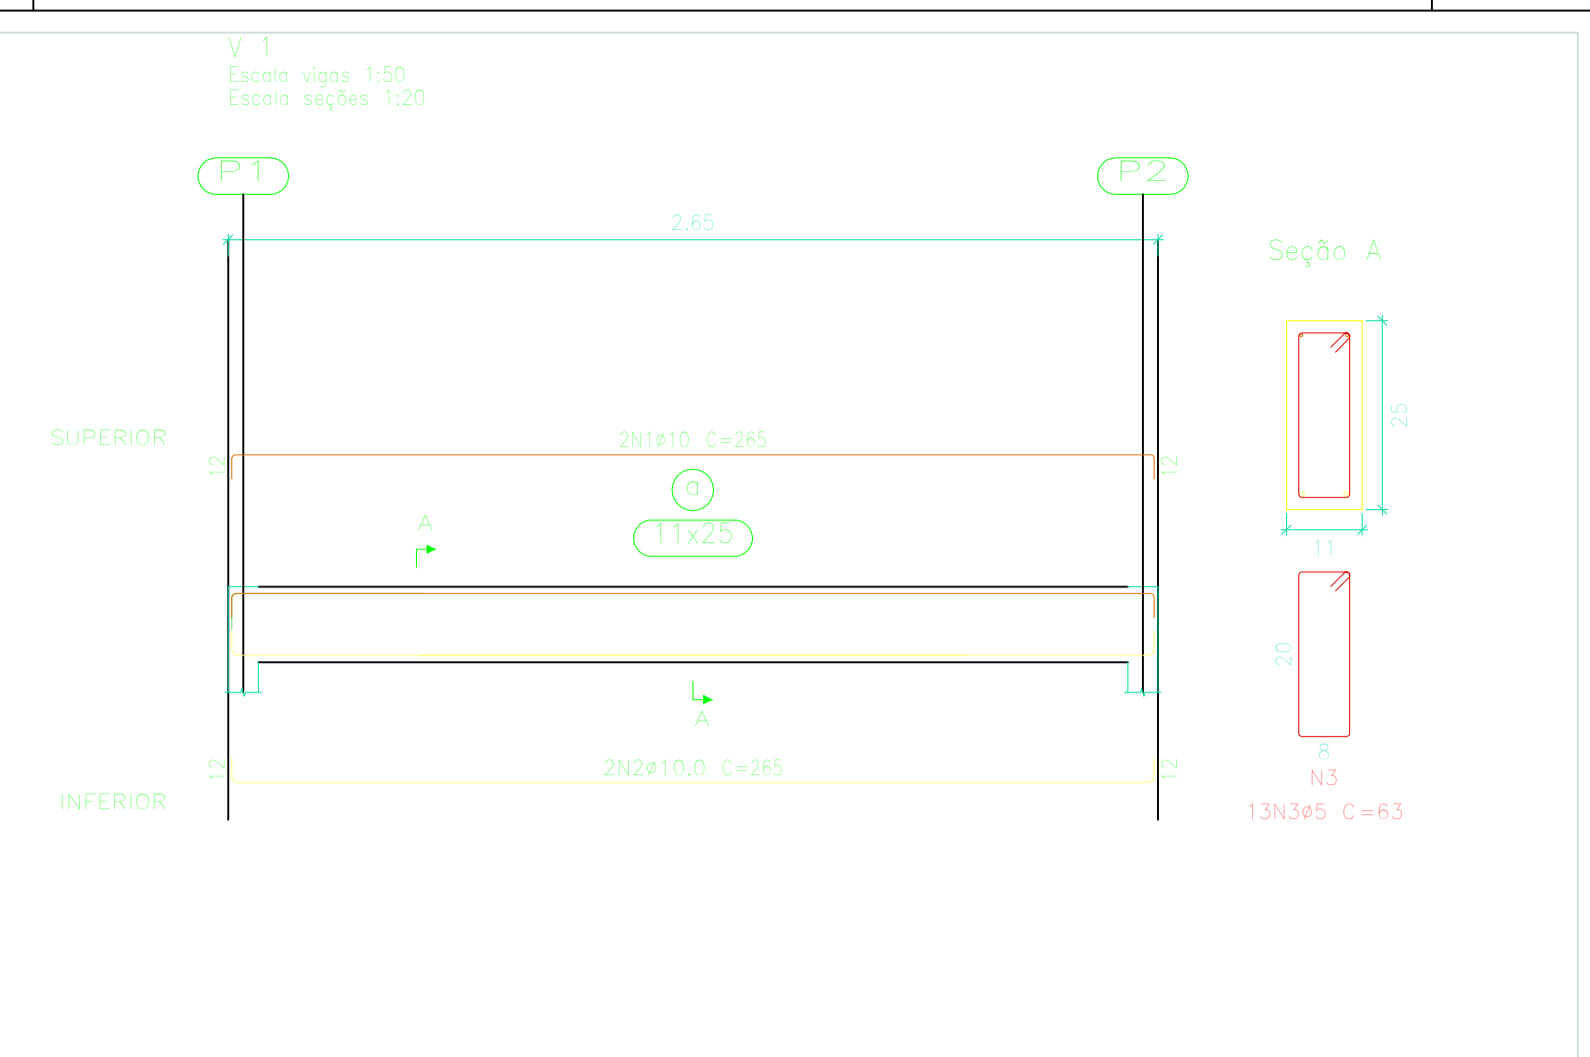 V 1
Escala vigas 1:50
Escala seções 1:20
P1
P2
2.65
Seção A
SUPERIOR
2N1ø10 C=265
12
12
25
a
A
11x25
11
20
A
8
12
2N2ø10.0 C=265
12
N3
INFERIOR
13N3ø5 C=63